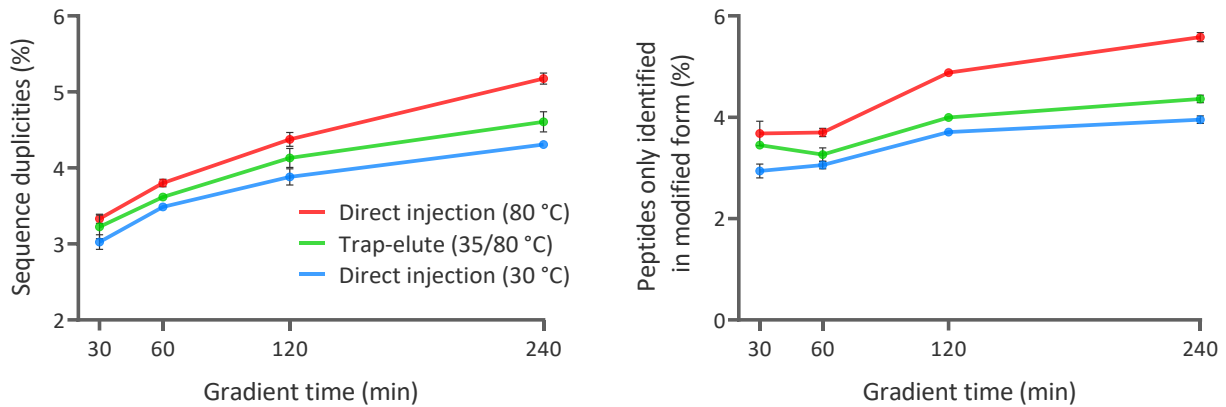 Sequence duplicities (%)
6
5
4
3
2
30 60 120 240
Gradient time (min)
Direct injection (80 °C)
Trap-elute (35/80 °C)
Direct injection (30 °C)
Peptides only identified
in modified form (%)
6
4
2
0
30 60 120 240
Gradient time (min)